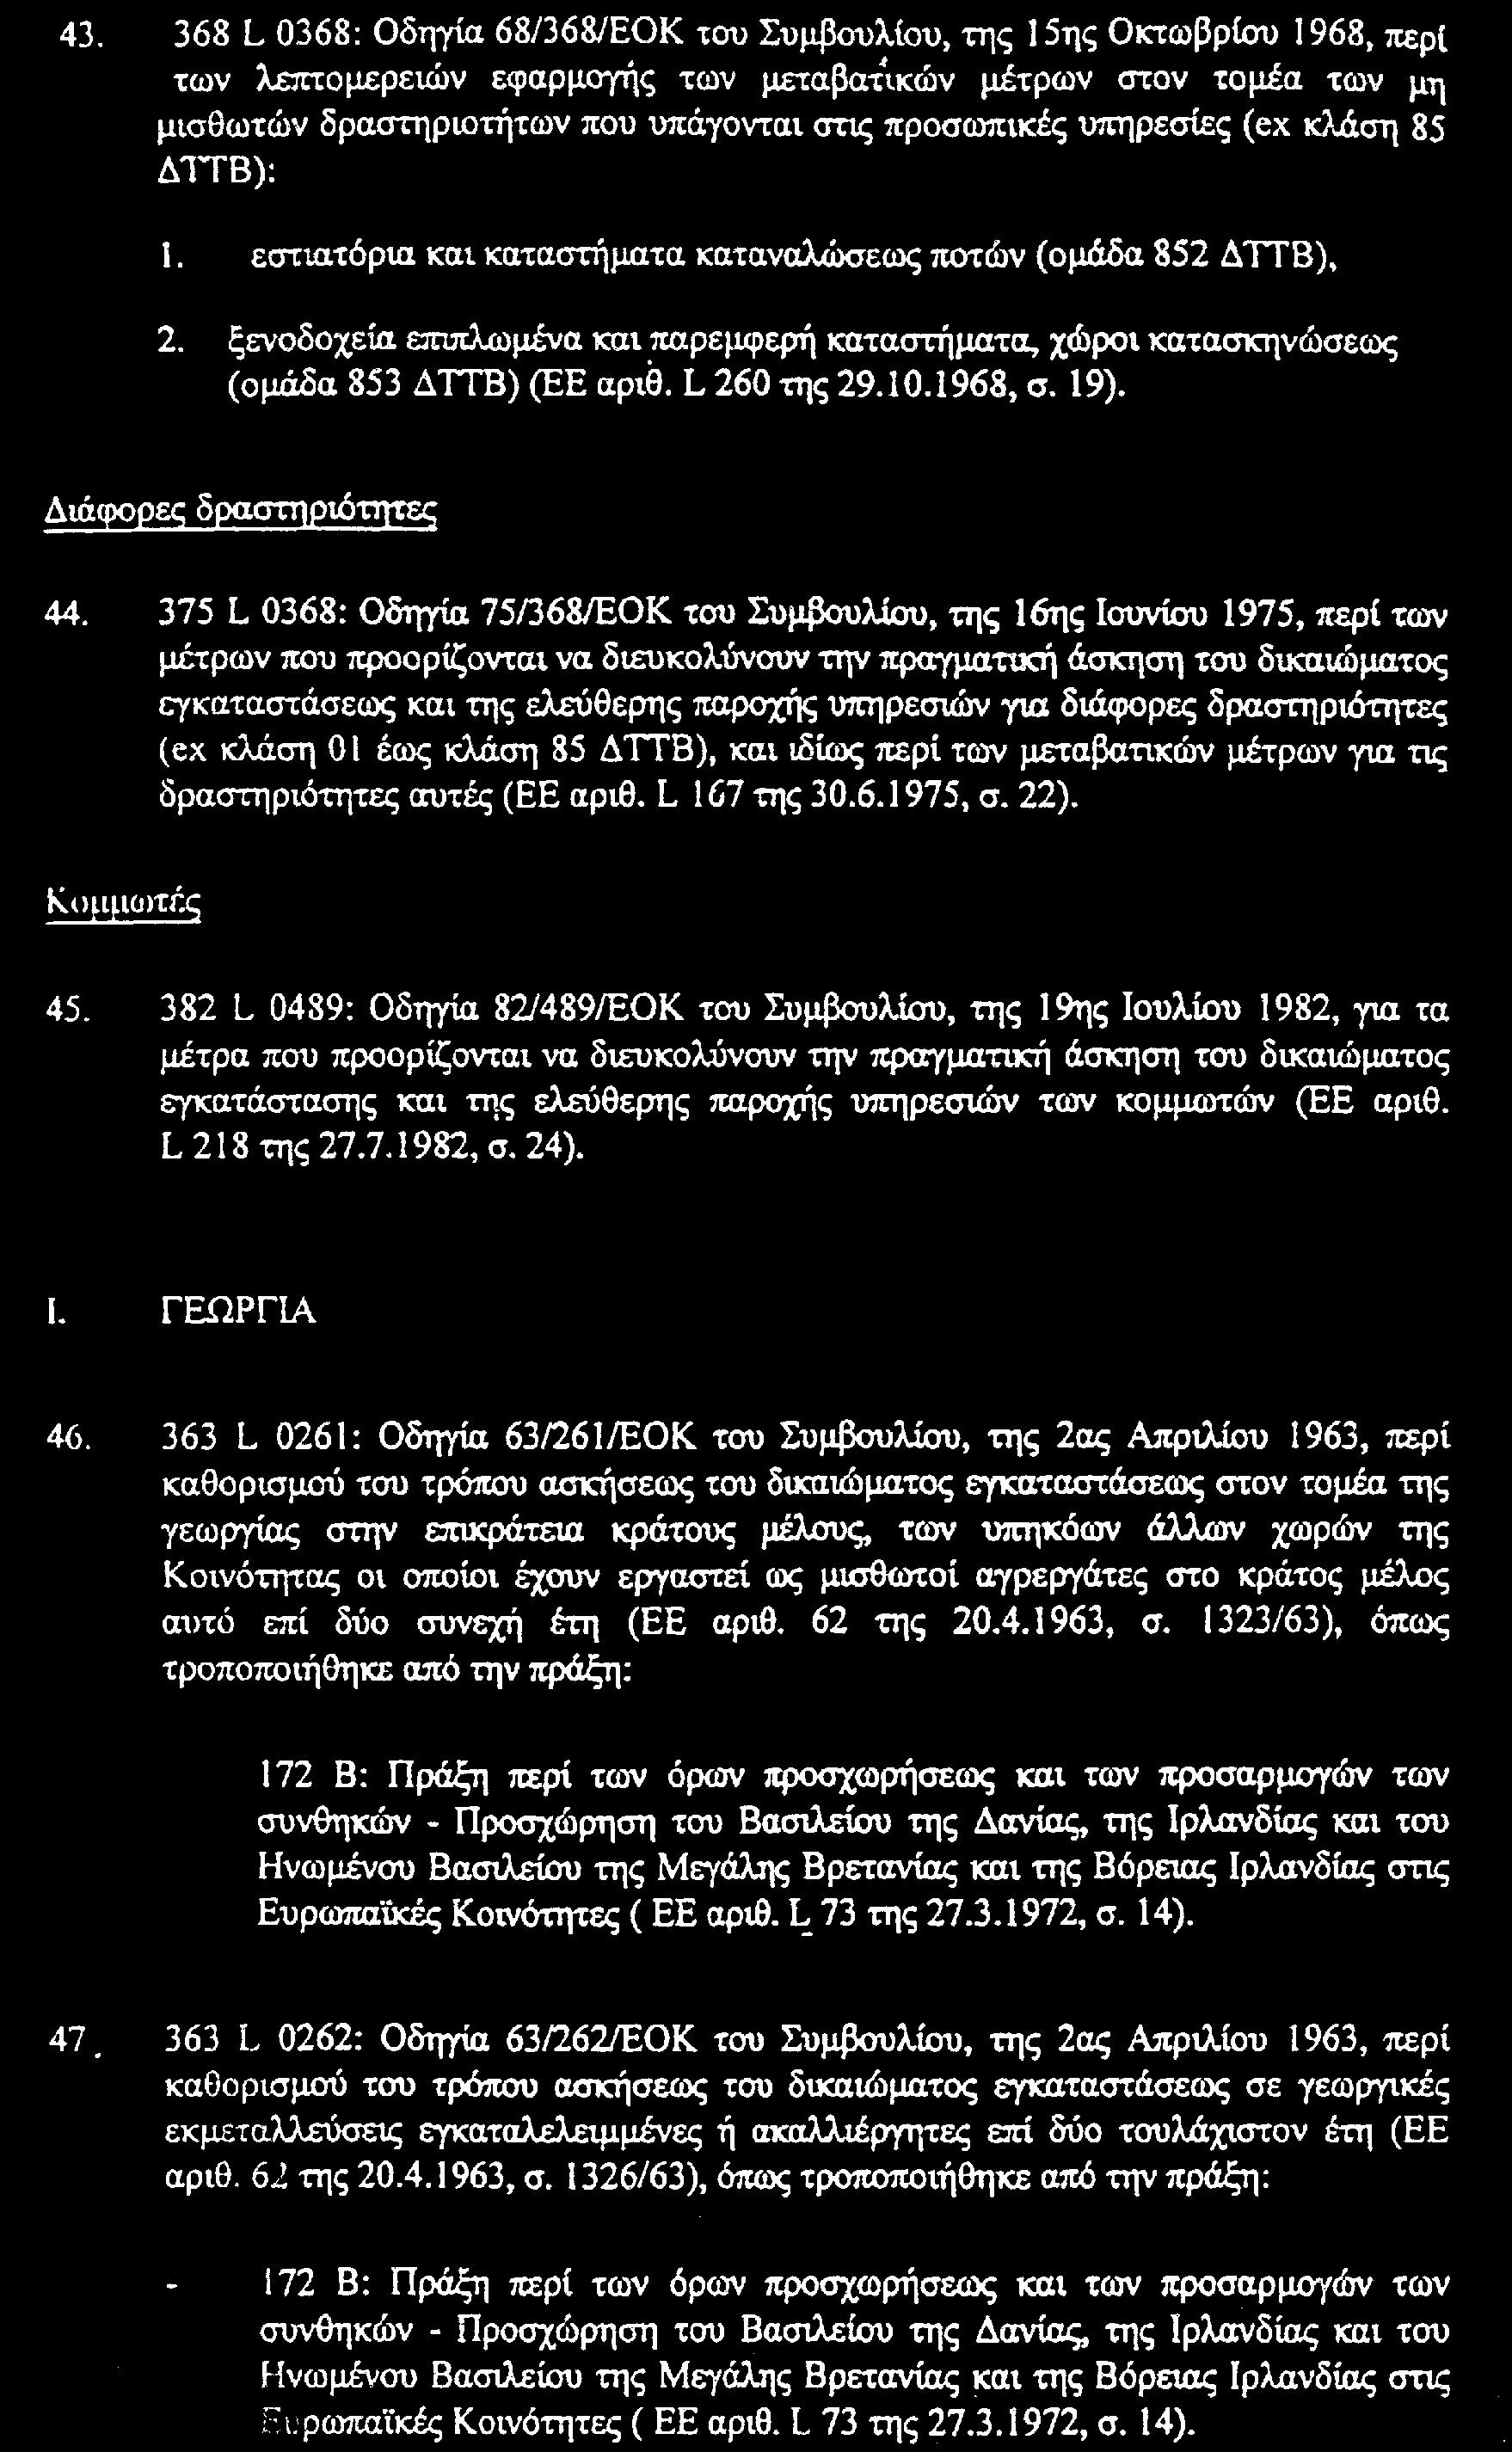 43. 368 L 0368: Οδηγία 68/368/ΕΟΚ του Συμβουλίου, της 15ης Οκτωβρίου 1968, περί
των λεπτομερειών εφαρμογής των μεταβατικών μέτρων στον τομέα των μη
μισθωτών δραστηριοτήτων που υπάγονται στις προσωπικές υπηρεσίες (ex κλάση 85
ΔΤΤΒ):
1. εστιατόρια και καταστήματα καταναλώσεως ποτών (ομάδα 852 ΔΤΤΒ),
2. ξενοδοχεία επιπλωμένα και παρεμφερή καταστήματα, χώροι κατασκηνώσεως
(ομάδα 853 ΔΤΤΒ) (ΕΕ αριθ. L 260 της 29.10.1968, σ. 19).
Διάφορες δραστηριότητες
44. 375 L 0368: Οδηγία 75/368/ΕΟΚ του Συμβουλίου, της 16ης Ιουνίου 1975, περί των
μέτρων που προορίζονται να διευκολύνουν την πραγματική άσκηση του δικαιώματος
εγκαταστάσεως και της ελεύθερης παροχής υπηρεσιών για διάφορες δραστηριότητες
(ex κλάση 01 έως κλάση 85 ΔΤΤΒ), και ιδίως περί των μεταβατικών μέτρων για τις
δραστηριότητες αυτές (ΕΕ αριθ. L 167 της 30.6.1975, σ. 22).
Κομμωτές
45. 382 L 0489: Οδηγία 82/489/ΕΟΚ του Συμβουλίου, της 19ης Ιουλίου 1982, για τα
μέτρα που προορίζονται να διευκολύνουν την πραγματική άσκηση του δικαιώματος
εγκατάστασης και της ελεύθερης παροχής υπηρεσιών των κομμωτών (ΕΕ αριθ.
L 218 της 27.7.1982, σ. 24).
I. ΓΕΩΡΓΙΑ
46. 363 L 0261: Οδηγία 63/261/ΕΟΚ του Συμβουλίου, της 2ας Απριλίου 1963, περί
καθορισμού του τρόπου ασκήσεως του δικαιώματος εγκαταστάσεως στον τομέα της
γεωργίας στην επικράτεια κράτους μέλους, των υπηκόων άλλων χωρών της
Κοινότητας οι οποίοι έχουν εργαστεί ως μισθωτοί αγρεργάτες στο κράτος μέλος
αυτό επί δύο συνεχή έτη (ΕΕ αριθ. 62 της 20.4.1963, σ. 1323/63), όπως
τροποποιήθηκε από την πράξη:
172 Β: Πράξη περί των όρων προσχωρήσεως και των προσαρμογών των
συνθηκών - Προσχώρηση του Βασιλείου της Δανίας, της Ιρλανδίας και του
Ηνωμένου Βασιλείου της Μεγάλης Βρετανίας και της Βόρειας Ιρλανδίας στις
Ευρωπαϊκές Κοινότητες ( ΕΕ αριθ. L 73 της 27.3.1972, σ. 14).
47. 363 L 0262: Οδηγία 63/262/ΕΟΚ του Συμβουλίου, της 2ας Απριλίου 1963, περί
καθορισμού του τρόπου ασκήσεως του δικαιώματος εγκαταστάσεως σε γεωργικές
εκμεταλλεύσεις εγκαταλελειμμένες ή ακαλλιέργητες επί δύο τουλάχιστον έτη (ΕΕ
αριθ. 62 της 20.4.1963, σ. 1326/63), όπως τροποποιήθηκε από την πράξη:
- 172 Β: Πράξη περί των όρων προσχωρήσεως και των προσαρμογών των
συνθηκών - Προσχώρηση του Βασιλείου της Δανίας, της Ιρλανδίας και του
Ηνωμένου Βασιλείου της Μεγάλης Βρετανίας και της Βόρειας Ιρλανδίας στις
Ευρωπαϊκές Κοινότητες ( ΕΕ αριθ. L 73 της 27.3.1972, σ. 14).